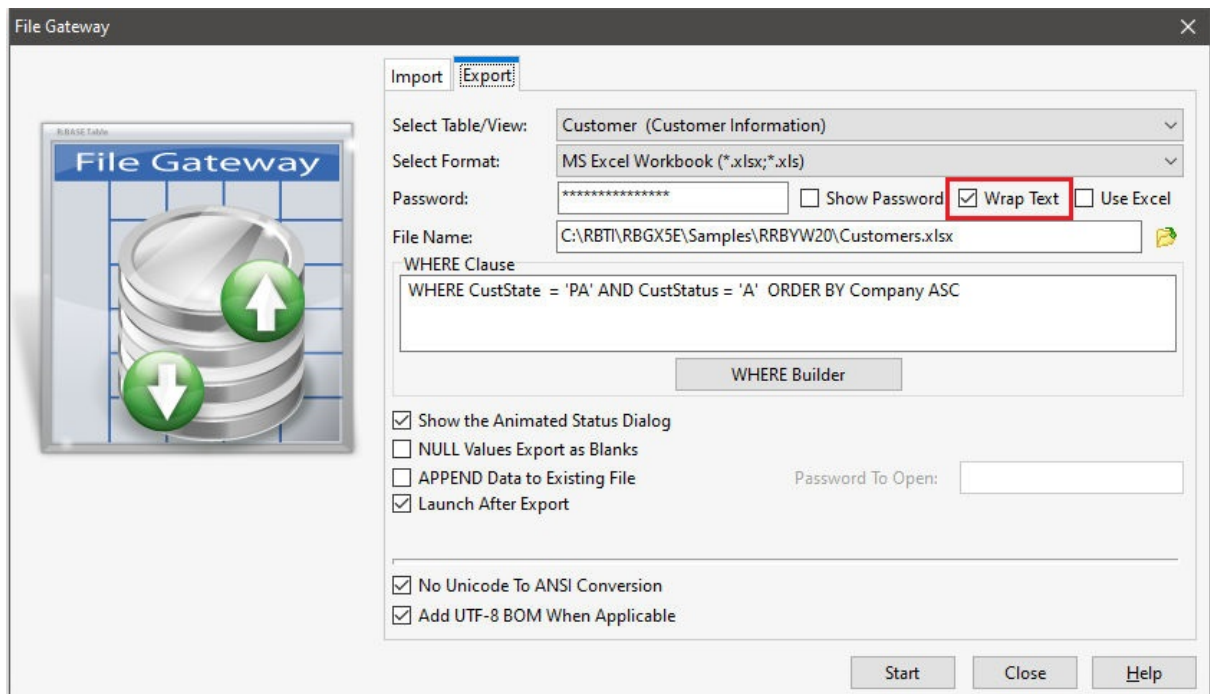 File Gateway
Import Export
R:BASE Table
File Gateway
Select Table/View: Customer (Customer Information)
Select Format: MS Excel Workbook (*.xlsx;*.xls)
Password: *************** Show Password Wrap Text Use Excel
File Name: C:\RBTI\RBGX5E\Samples\RRBYW20\Customers.xlsx
WHERE Clause
WHERE CustState = 'PA' AND CustStatus = 'A' ORDER BY Company ASC
WHERE Builder
Show the Animated Status Dialog
NULL Values Export as Blanks
APPEND Data to Existing File Password To Open:
Launch After Export
No Unicode To ANSI Conversion
Add UTF-8 BOM When Applicable
Start Close Help